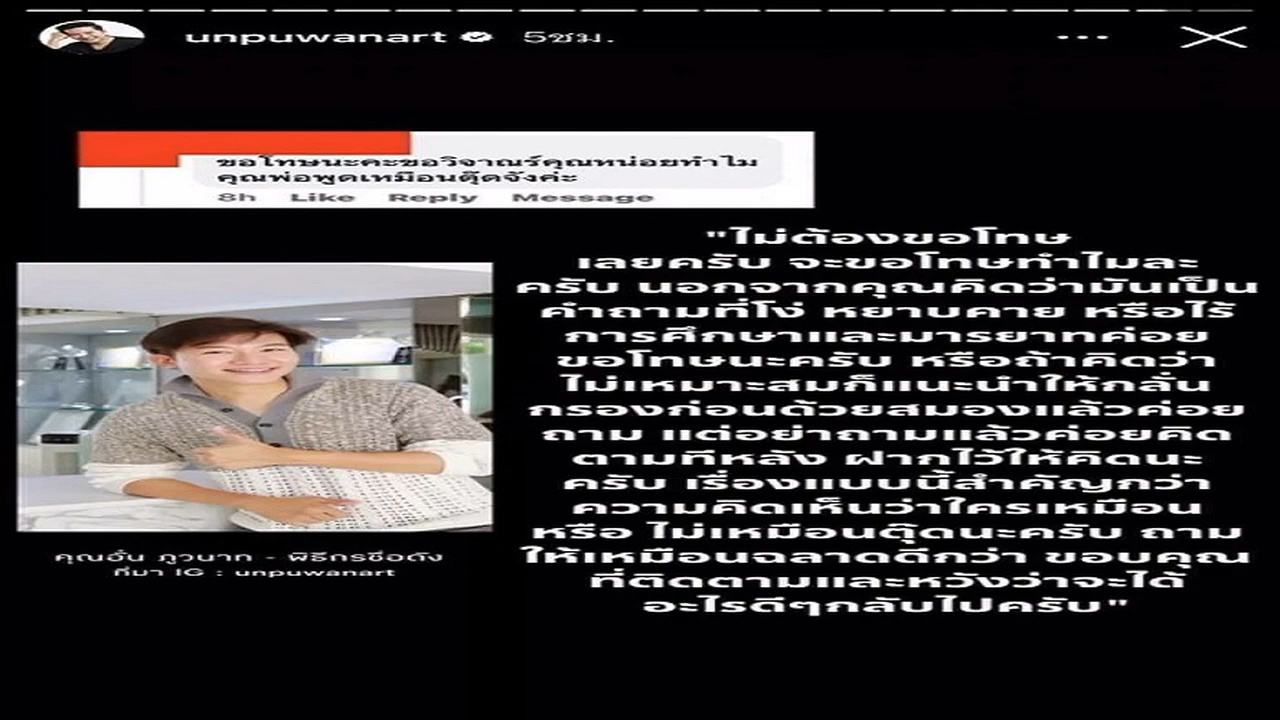 unpuwanart 5ชม.
ขอโทษนะคะขอวิจาณร์คุณหน่อยทำไม
คุณพ่อพูดเหมือนตุ๊ดจังค่ะ
8h Like Reply Message
"ไม่ต้องขอโทษ
เลยครับ จะขอโทษทำไมละ
ครับ นอกจากคุณคิดว่ามันเป็น
คำถามที่โง่ หยาบคาย หรือไร้
การศึกษาและมารยาทค่อย
ขอโทษนะครับ หรือถ้าคิดว่า
ไม่เหมาะสมก็แนะนำให้กลั่น
กรองก่อนด้วยสมองแล้วค่อย
ถาม แต่อย่าถามแล้วค่อยคิด
ตามทีหลัง ฝากไว้ให้คิดนะ
ครับ เรื่องแบบนี้สำคัญกว่า
ความคิดเห็นว่าใครเหมือน
หรือ ไม่เหมือนตุ๊ดนะครับ ถาม
ให้เหมือนฉลาดดีกว่า ขอบคุณ
ที่ติดตามและหวังว่าจะได้
อะไรดีๆกลับไปครับ"
คุณอั๋น ภูวนาท - พิธีกรชื่อดัง
ที่มา IG : unpuwanart